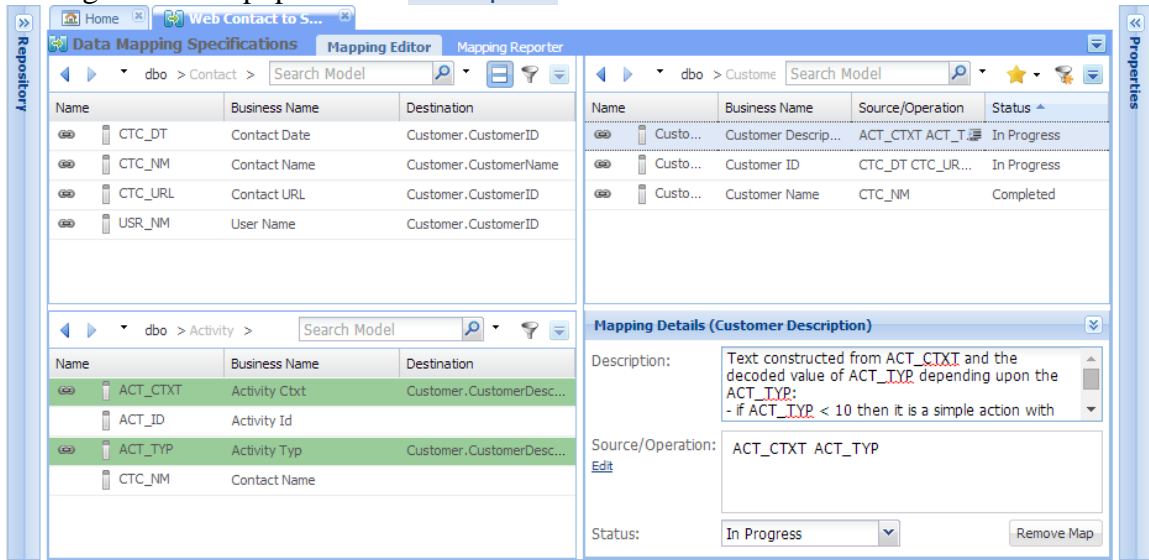 Home
Web Contact to S...
Repository
Properties
Data Mapping Specifications Mapping Editor Mapping Reporter
dbo > Contact > Search Model
Name Business Name Destination
CTC_DT Contact Date Customer.CustomerID
CTC_NM Contact Name Customer.CustomerName
CTC_URL Contact URL Customer.CustomerID
USR_NM User Name Customer.CustomerID
dbo > Custome Search Model
Name Business Name Source/Operation Status
Custo... Customer Descrip... ACT_CTXT ACT_T In Progress
Custo... Customer ID CTC_DT CTC_UR... In Progress
Custo... Customer Name CTC_NM Completed
dbo > Activity > Search Model
Name Business Name Destination
ACT_CTXT Activity Ctxt Customer.CustomerDesc...
ACT_ID Activity Id
ACT_TYP Activity Typ Customer.CustomerDesc...
CTC_NM Contact Name
Mapping Details (Customer Description)
Description: Text constructed from ACT_CTXT and the
decoded value of ACT_TYP depending upon the
ACT_TYP:
- if ACT_TYP < 10 then it is a simple action with
Source/Operation: ACT_CTXT ACT_TYP
Edit
Status: In Progress Remove Map